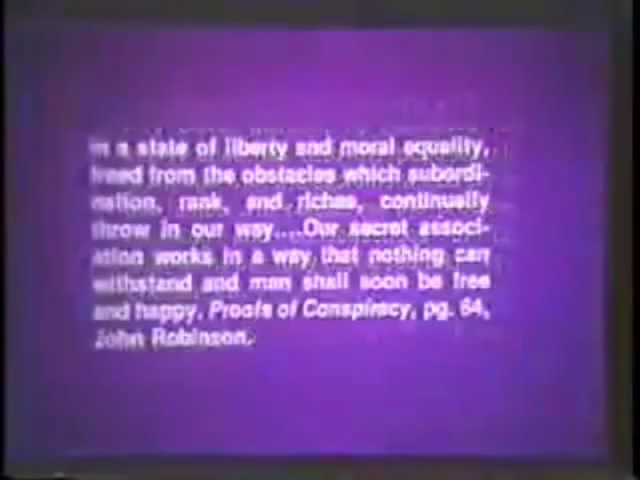 in a state of liberty and moral equality,
freed from the obstacles which subordi-
nation, rank, and riches, continually
throw in our way....Our secret associ-
ation works in a way that nothing can
withstand and man shall soon be free
and happy. Proofs of Conspiracy, pg. 64,
John Robinson.